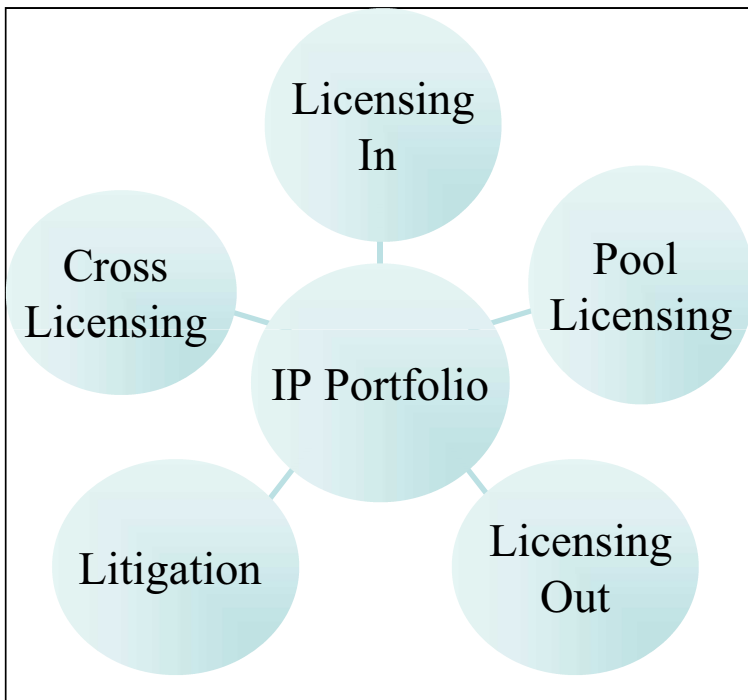 Licensing
In
Cross
Licensing
Pool
Licensing
IP Portfolio
Litigation
Licensing
Out